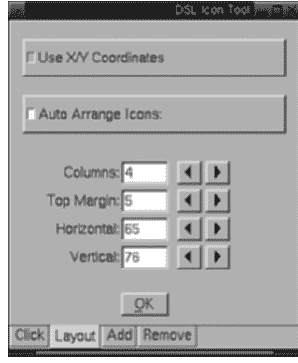 DSL Icon Tool
Use X/Y Coordinates
Auto Arrange Icons:
Columns: 4
Top Margin: 5
Horizontal: 65
Vertical: 76
OK
Click Layout Add Remove